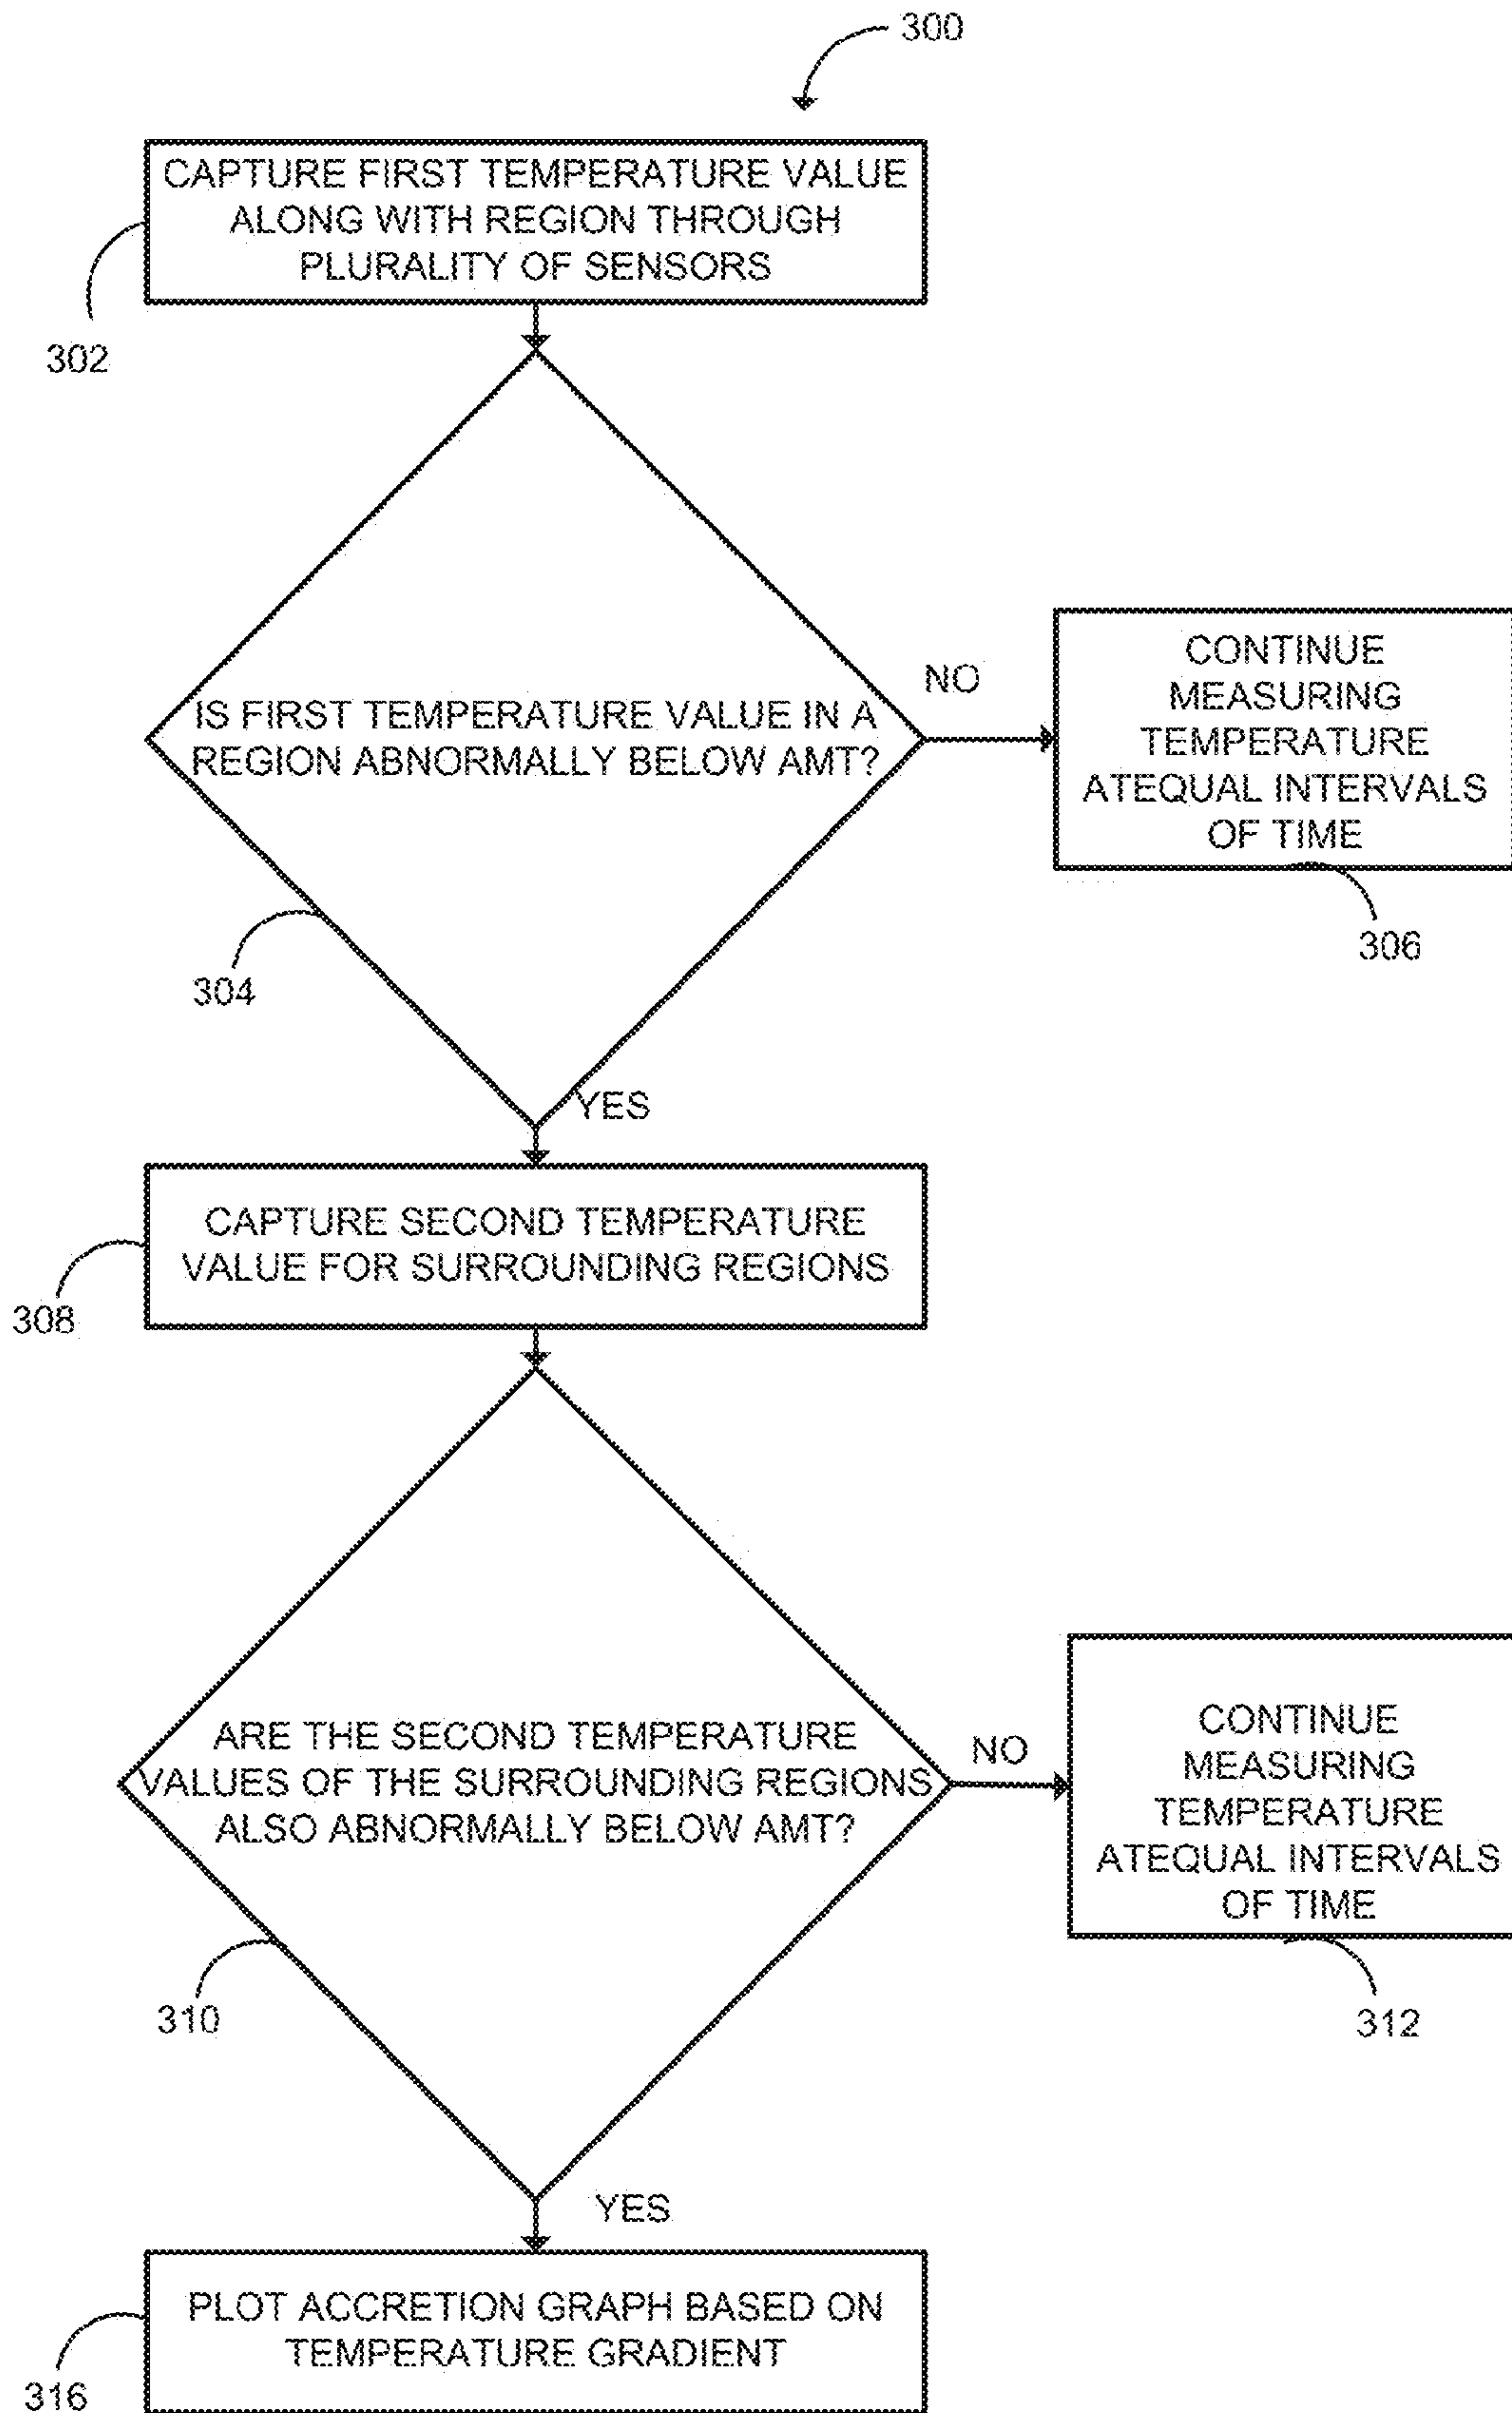 300
CAPTURE FIRST TEMPERATURE VALUE
ALONG WITH REGION THROUGH
PLURALITY OF SENSORS
302
IS FIRST TEMPERATURE VALUE IN A
REGION ABNORMALLY BELOW AMT?
NO
CONTINUE
MEASURING
TEMPERATURE
ATEQUAL INTERVALS
OF TIME
306
304
YES
CAPTURE SECOND TEMPERATURE
VALUE FOR SURROUNDING REGIONS
308
ARE THE SECOND TEMPERATURE
VALUES OF THE SURROUNDING REGIONS
ALSO ABNORMALLY BELOW AMT?
NO
CONTINUE
MEASURING
TEMPERATURE
ATEQUAL INTERVALS
OF TIME
310
312
YES
PLOT ACCRETION GRAPH BASED ON
TEMPERATURE GRADIENT
316